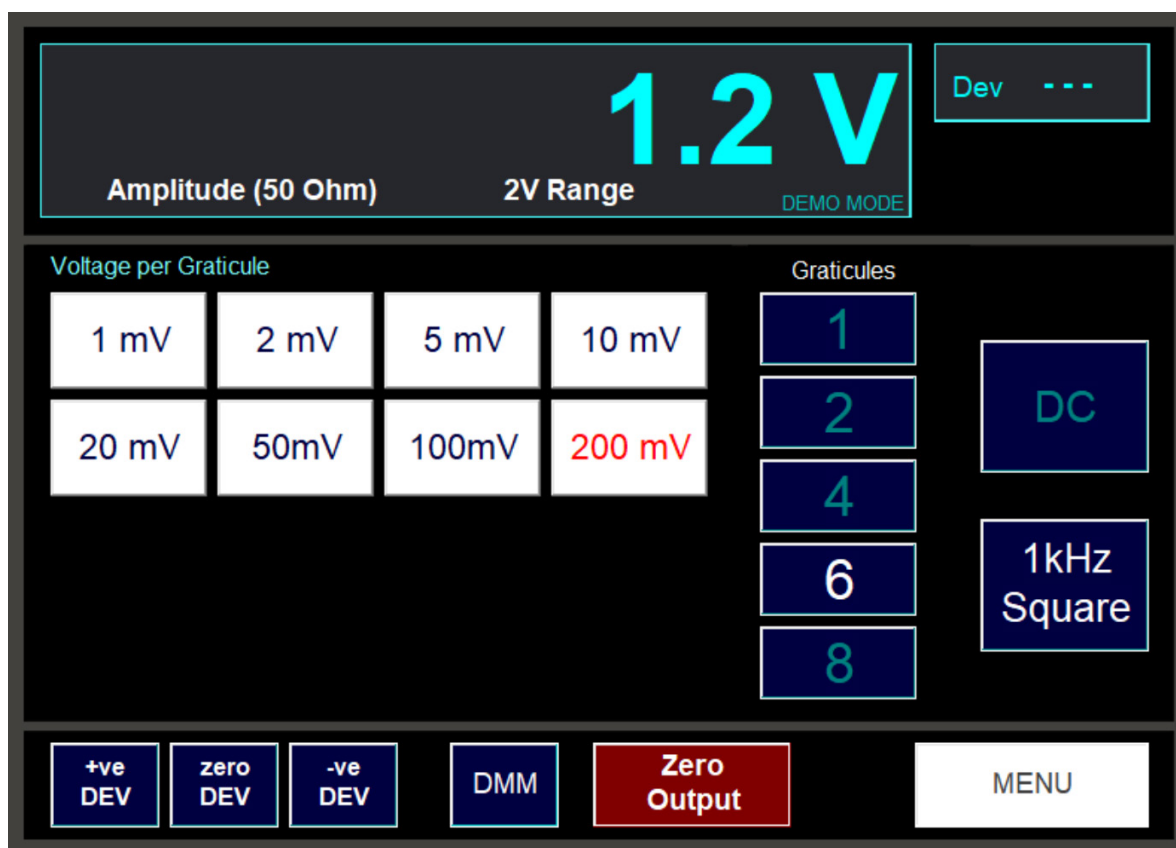 1.2 V
Dev ---
Amplitude (50 Ohm) 2V Range DEMO MODE
Voltage per Graticule
Graticules
1 mV 2 mV 5 mV 10 mV
20 mV 50mV 100mV 200 mV
1
2
4
6
8
DC
1kHz
Square
+ve
DEV
zero
DEV
-ve
DEV
DMM
Zero
Output
MENU